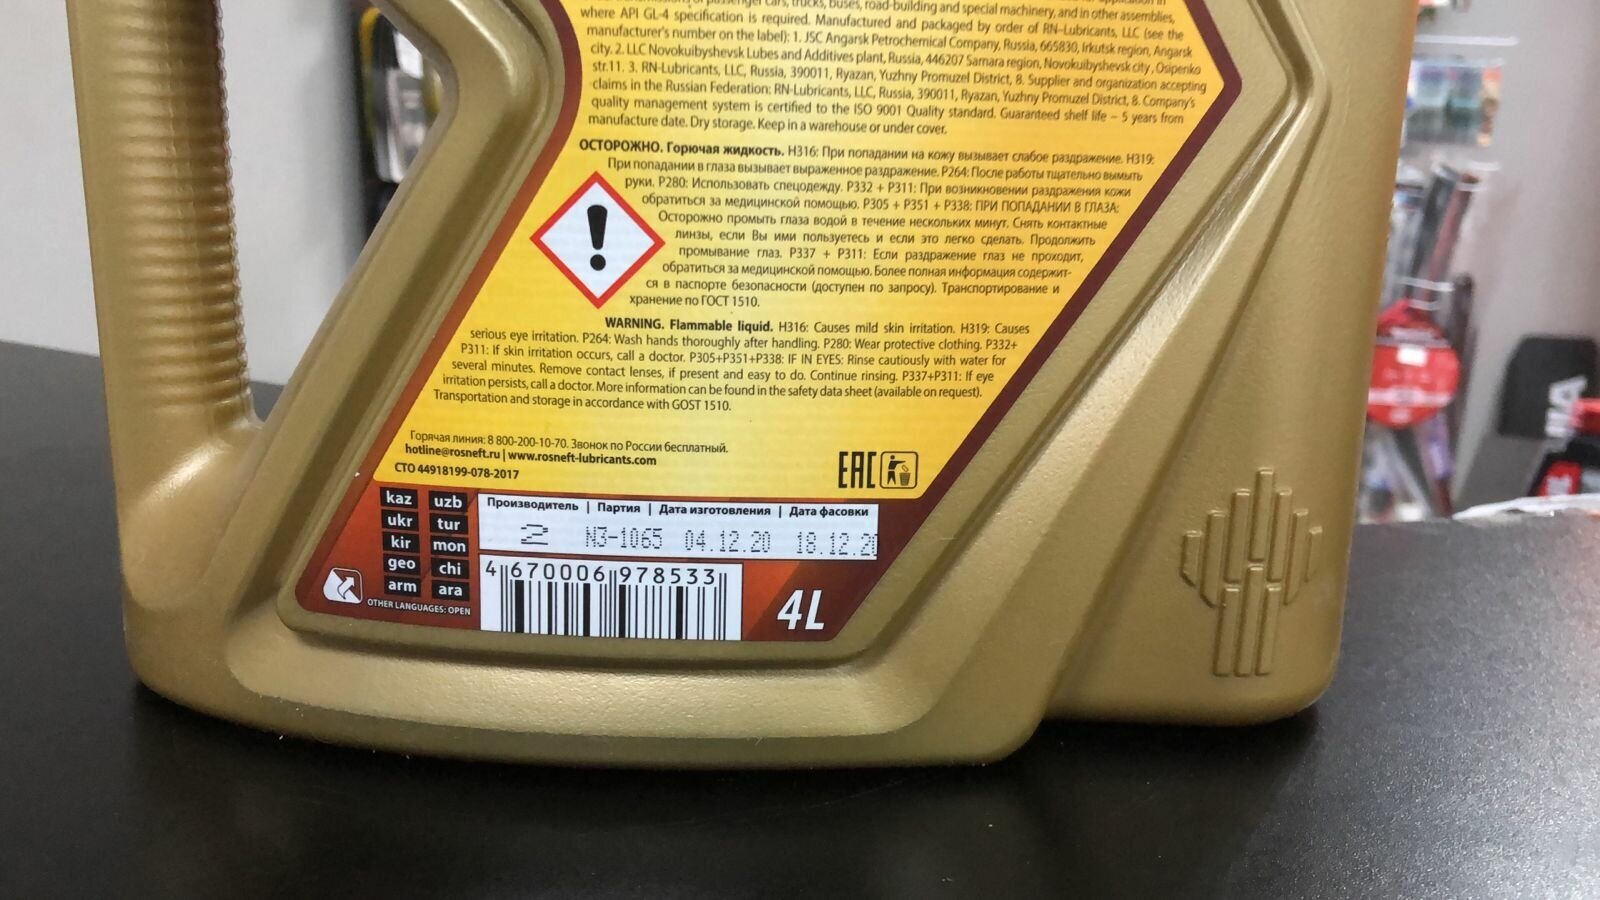 of passenger cars, trucks, buses, road-building and special machinery, and in other assemblies,
where API GL-4 specification is required. Manufactured and packaged by order of RN-Lubricants, LLC (see the
manufacturer's number on the label): 1. JSC Angarsk Petrochemical Company, Russia, 665830, Irkutsk region, Angarsk
city. 2. LLC Novokuibyshevsk Lubes and Additives plant, Russia, 446207 Samara region, Novokuibyshevsk city, Osipenko
str.11. 3. RN-Lubricants, LLC, Russia, 390011, Ryazan, Yuzhny Promuzel District, 8. Supplier and organization accepting
claims in the Russian Federation: RN-Lubricants, LLC, Russia, 390011, Ryazan, Yuzhny Promuzel District, 8. Company's
quality management system is certified to the ISO 9001 Quality standard. Guaranteed shelf life – 5 years from
manufacture date. Dry storage. Keep in a warehouse or under cover.
ОСТОРОЖНО. Горючая жидкость. H316: При попадании на кожу вызывает слабое раздражение. H319:
При попадании в глаза вызывает выраженное раздражение. P264: После работы тщательно вымыть
руки. P280: Использовать спецодежду. P332 + P311: При возникновении раздражения кожи
обратиться за медицинской помощью. P305 + P351 + P338: ПРИ ПОПАДАНИИ В ГЛАЗА:
Осторожно промыть глаза водой в течение нескольких минут. Снять контактные
линзы, если Вы ими пользуетесь и если это легко сделать. Продолжить
промывание глаз. P337 + P311: Если раздражение глаз не проходит,
обратиться за медицинской помощью. Более полная информация содержит-
ся в паспорте безопасности (доступен по запросу). Транспортирование и
хранение по ГОСТ 1510.
WARNING. Flammable liquid. H316: Causes mild skin irritation. H319: Causes
serious eye irritation. P264: Wash hands thoroughly after handling. P280: Wear protective clothing. P332+
P311: If skin irritation occurs, call a doctor. P305+P351+P338: IF IN EYES: Rinse cautiously with water for
several minutes. Remove contact lenses, if present and easy to do. Continue rinsing. P337+P311: If eye
irritation persists, call a doctor. More information can be found in the safety data sheet (available on request).
Transportation and storage in accordance with GOST 1510.
Горячая линия: 8 800-200-10-70. Звонок по России бесплатный.
hotline@rosneft.ru | www.rosneft-lubricants.com
СТО 44918199-078-2017
EAC
kaz uzb
ukr tur
kir mon
geo chi
arm ara
OTHER LANGUAGES: OPEN
Производитель | Партия | Дата изготовления | Дата фасовки
2 N3-1065 04.12.20 18.12.20
4 670006 978533
4L